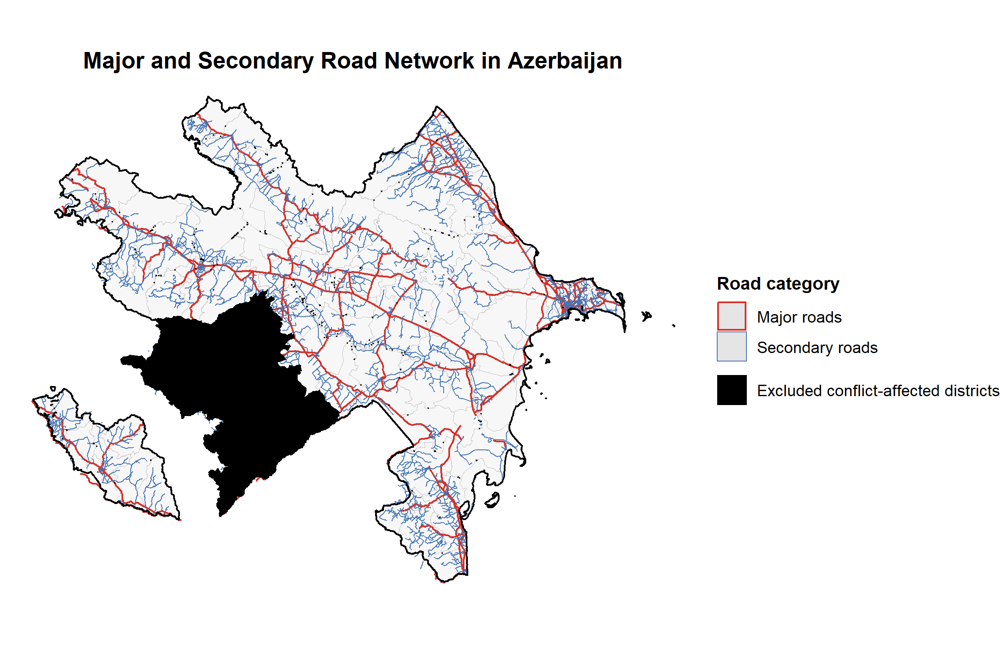 Major and Secondary Road Network in Azerbaijan
Road category
Major roads
Secondary roads
Excluded conflict-affected districts